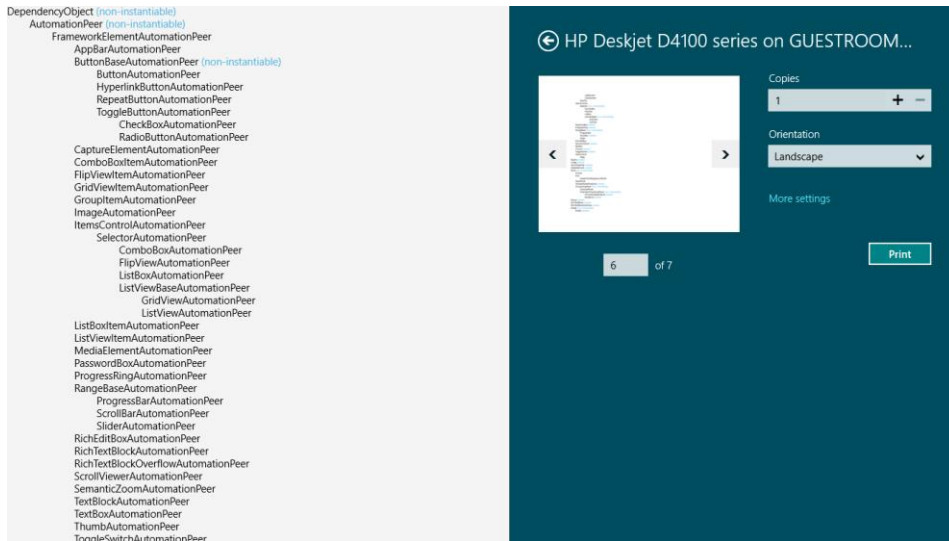 DependencyObject (non-instantiable)
AutomationPeer (non-instantiable)
FrameworkElementAutomationPeer
AppBarAutomationPeer
ButtonBaseAutomationPeer (non-instantiable)
ButtonAutomationPeer
HyperlinkButtonAutomationPeer
RepeatButtonAutomationPeer
ToggleButtonAutomationPeer
CheckBoxAutomationPeer
RadioButtonAutomationPeer
CaptureElementAutomationPeer
ComboBoxItemAutomationPeer
FlipViewItemAutomationPeer
GridViewItemAutomationPeer
GroupItemAutomationPeer
ImageAutomationPeer
ItemsControlAutomationPeer
SelectorAutomationPeer
ComboBoxAutomationPeer
FlipViewAutomationPeer
ListBoxAutomationPeer
ListViewBaseAutomationPeer
GridViewAutomationPeer
ListViewAutomationPeer
ListBoxItemAutomationPeer
ListViewItemAutomationPeer
MediaElementAutomationPeer
PasswordBoxAutomationPeer
ProgressRingAutomationPeer
RangeBaseAutomationPeer
ProgressBarAutomationPeer
ScrollBarAutomationPeer
SliderAutomationPeer
RichEditBoxAutomationPeer
RichTextBlockAutomationPeer
RichTextBlockOverflowAutomationPeer
ScrollViewerAutomationPeer
SemanticZoomAutomationPeer
TextBlockAutomationPeer
TextBoxAutomationPeer
ThumbAutomationPeer
ToggleSwitchAutomationPeer
HP Deskjet D4100 series on GUESTROOM...
Copies
1
Orientation
Landscape
More settings
Print
6 of 7